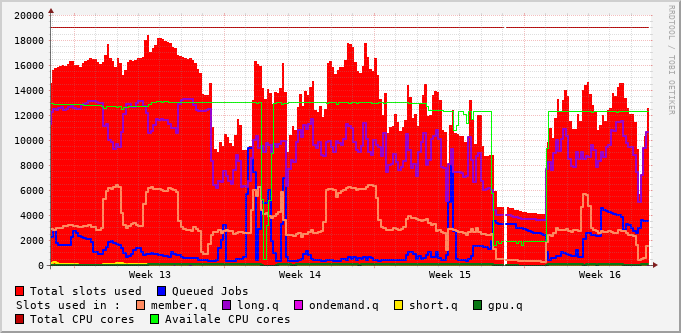 RRDTOOL / TOBI OETIKER
20000
18000
16000
14000
12000
10000
8000
6000
4000
2000
0
Week 13 Week 14 Week 15 Week 16
Total slots used Queued Jobs
Slots used in : member.q long.q ondemand.q short.q gpu.q
Total CPU cores Availale CPU cores